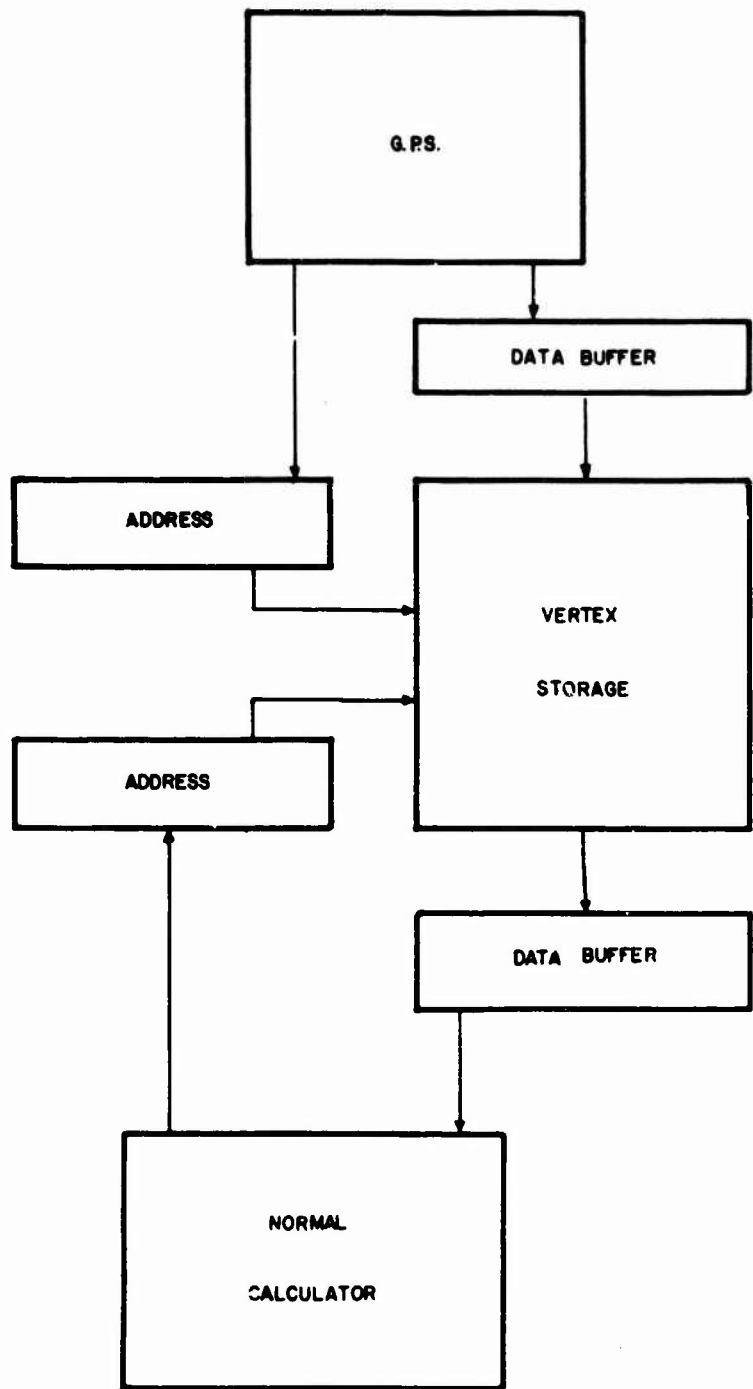 G.P.S.
DATA BUFFER
ADDRESS
VERTEX
STORAGE
ADDRESS
DATA BUFFER
NORMAL
CALCULATOR